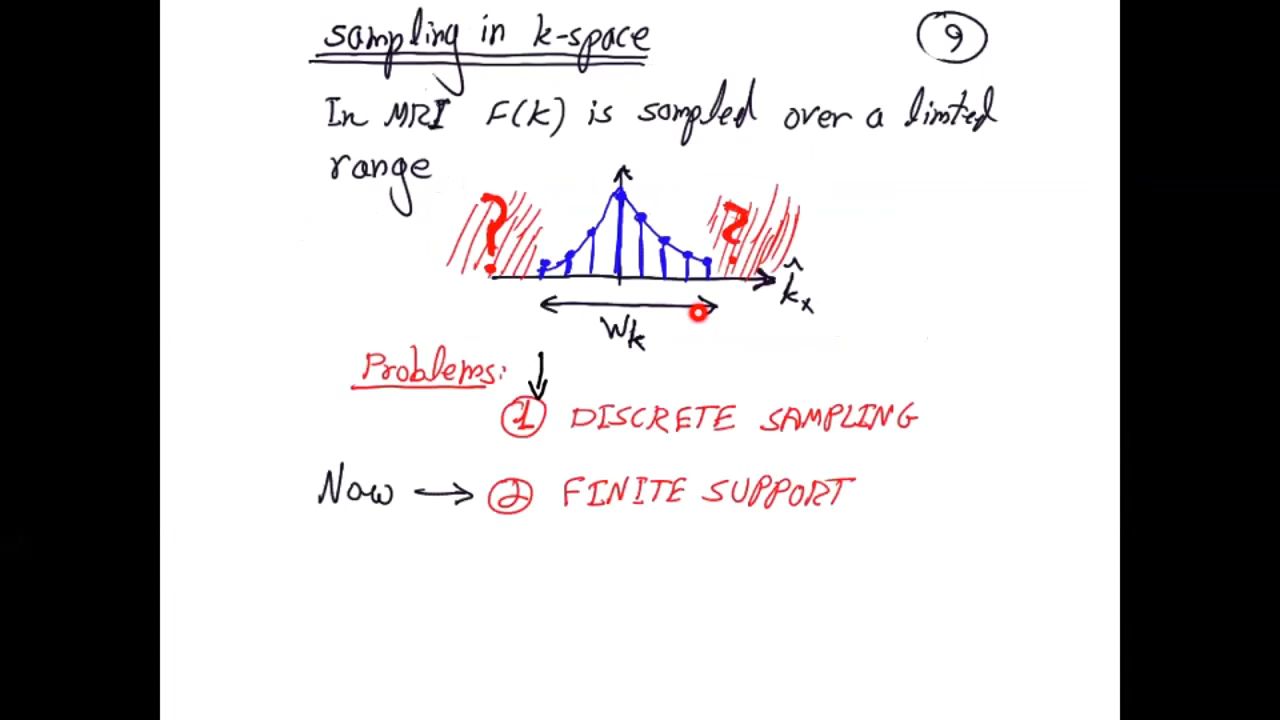 sampling in k-space
9
In MRI F(k) is sampled over a limted
range
? ?
k̂x
Wk
Problems: ↓
① DISCRETE SAMPLING
Now → ② FINITE SUPPORT